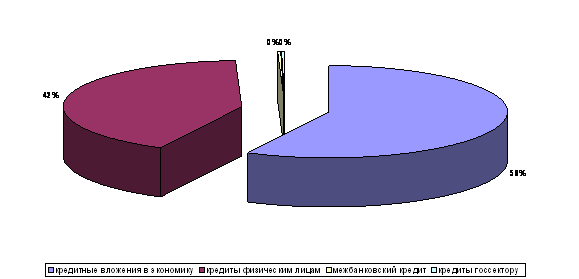 0%0%
42%
58%
кредитные вложения в экономику кредиты физическим лицам межбанковский кредит кредиты госсектору